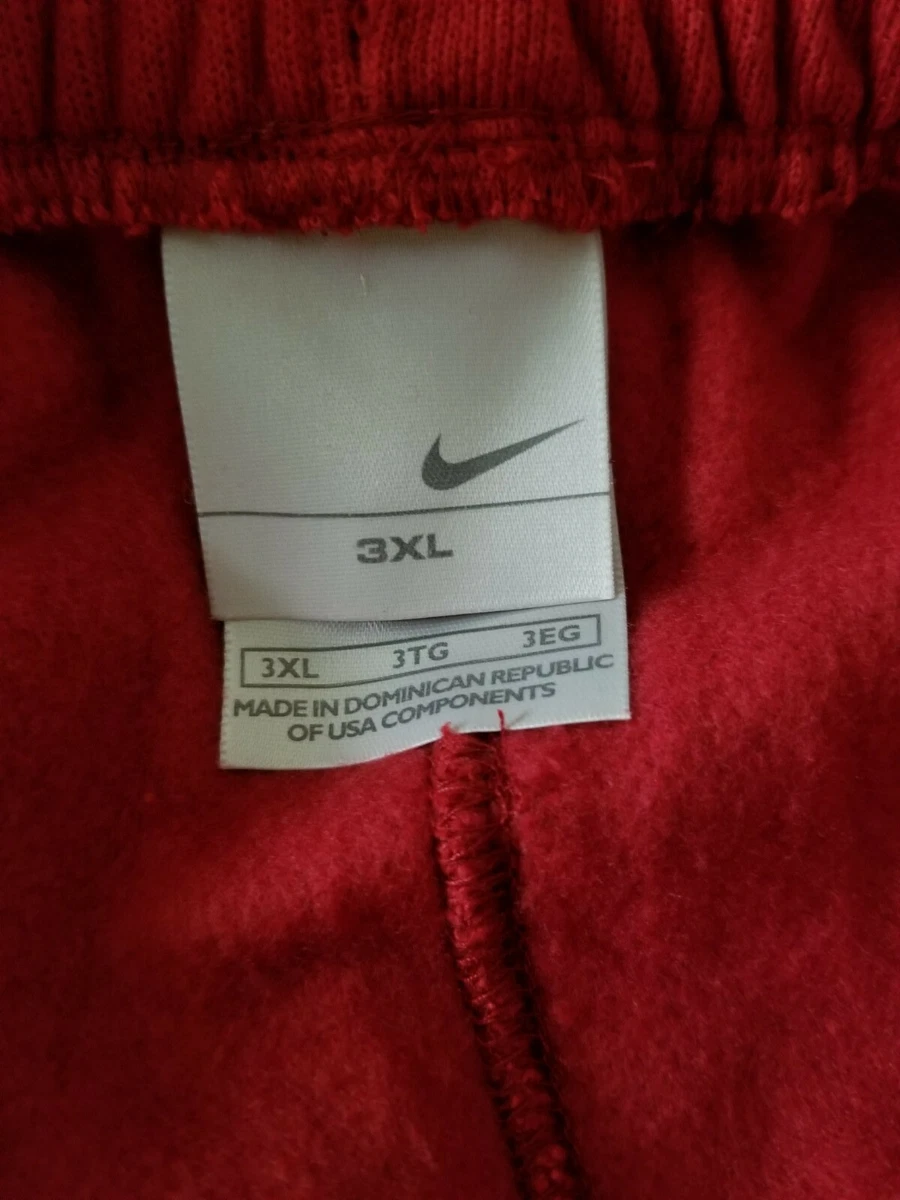 3XL
3XL 3TG 3EG
MADE IN DOMINICAN REPUBLIC
OF USA COMPONENTS